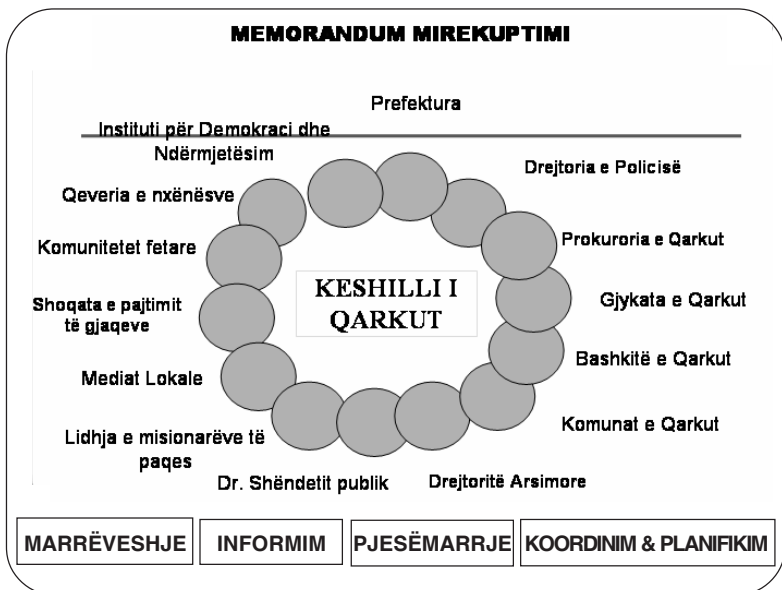 MEMORANDUM MIREKUPTIMI
Prefektura
Instituti për Demokraci dhe
Ndërmjetësim
Drejtoria e Policisë
Qeveria e nxënësve
Prokuroria e Qarkut
Komunitetet fetare
KESHILLI I
QARKUT
Gjykata e Qarkut
Shoqata e pajtimit
të gjaqeve
Bashkitë e Qarkut
Mediat Lokale
Komunat e Qarkut
Lidhja e misionarëve të
paqes
Dr. Shëndetit publik
Drejtoritë Arsimore
MARRËVESHJE
INFORMIM
PJESËMARRJE
KOORDINIM & PLANIFIKIM